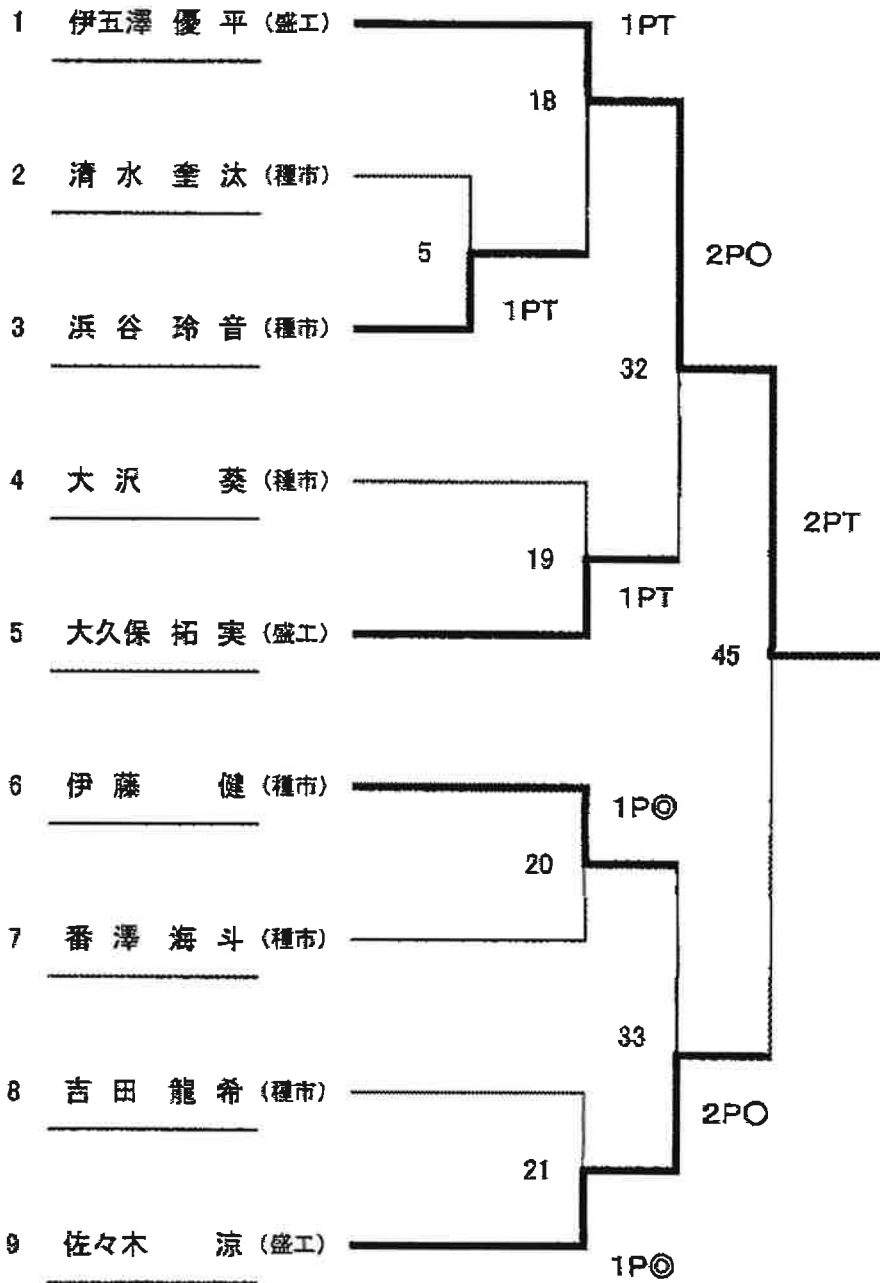 1 伊五澤 優平 (盛工)
1PT
18
2 清水 奎汰 (種市)
5
2P○
1PT
3 浜谷 玲音 (種市)
32
4 大沢 葵 (種市)
2PT
19
1PT
5 大久保 拓実 (盛工)
45
6 伊藤 健 (種市)
1P◎
20
7 番澤 海斗 (種市)
33
8 吉田 龍希 (種市)
2P○
21
9 佐々木 涼 (盛工)
1P◎